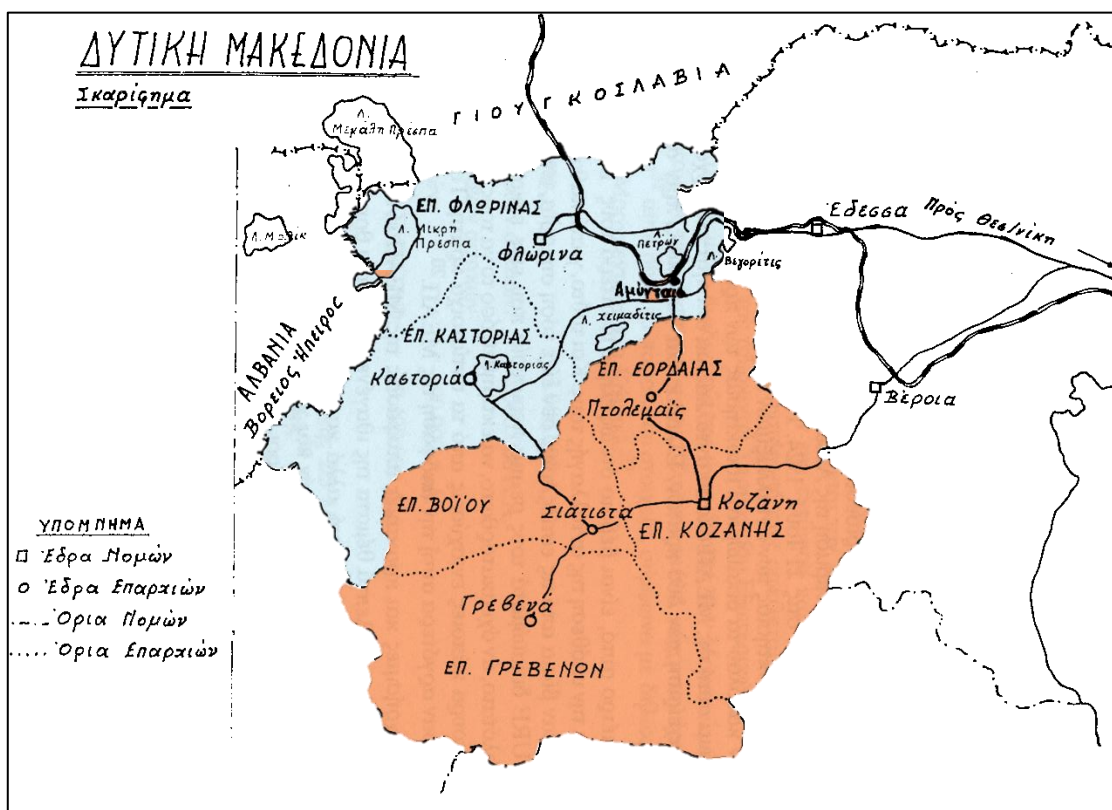 ΔΥΤΙΚΗ ΜΑΚΕΔΟΝΙΑ
Σκαρίφημα
ΓΙΟΥΓΚΟΣΛΑΒΙΑ
Λ.
Μεγάλη Πρέσπα
Λ. Μαλίκ
ΕΠ. ΦΛΩΡΙΝΑΣ
Λ. Μικρή
Πρέσπα
Φλώρινα
Λ.
Πετρών
Λ.
Βεγορίτις
Έδεσσα
Πρός Θεσ/νίκη
Αμύνταιο
Λ. Χειμαδίτις
ΑΛΒΑΝΙΑ
Βόρειος Ήπειρος
ΕΠ. ΚΑΣΤΟΡΙΑΣ
Λ. Καστοριάς
Καστοριά
ΕΠ. ΕΟΡΔΑΙΑΣ
Πτολεμαΐς
Βέροια
ΕΠ. ΒΟΪΟΥ
Σιάτιστα
Κοζάνη
ΕΠ. ΚΟΖΑΝΗΣ
Γρεβενά
ΕΠ. ΓΡΕΒΕΝΩΝ
ΥΠΟΜΝΗΜΑ
Έδρα Νομών
Έδρα Επαρχιών
Όρια Νομών
Όρια Επαρχιών